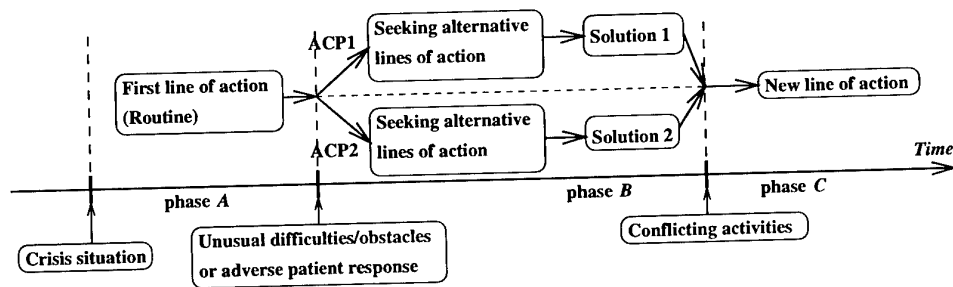 ACP1
Seeking alternative
lines of action
Solution 1
First line of action
(Routine)
New line of action
ACP2
Seeking alternative
lines of action
Solution 2
Time
phase A
phase B
phase C
Crisis situation
Unusual difficulties/obstacles
or adverse patient response
Conflicting activities